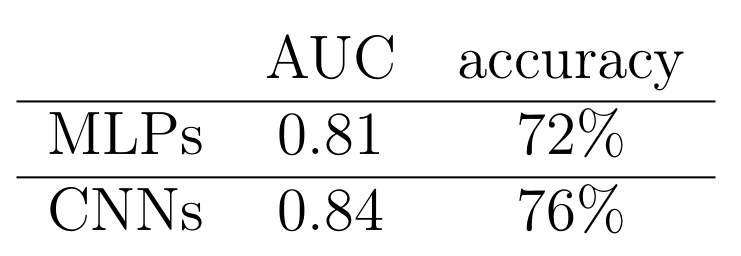 AUC accuracy
MLPs 0.81 72%
CNNs 0.84 76%